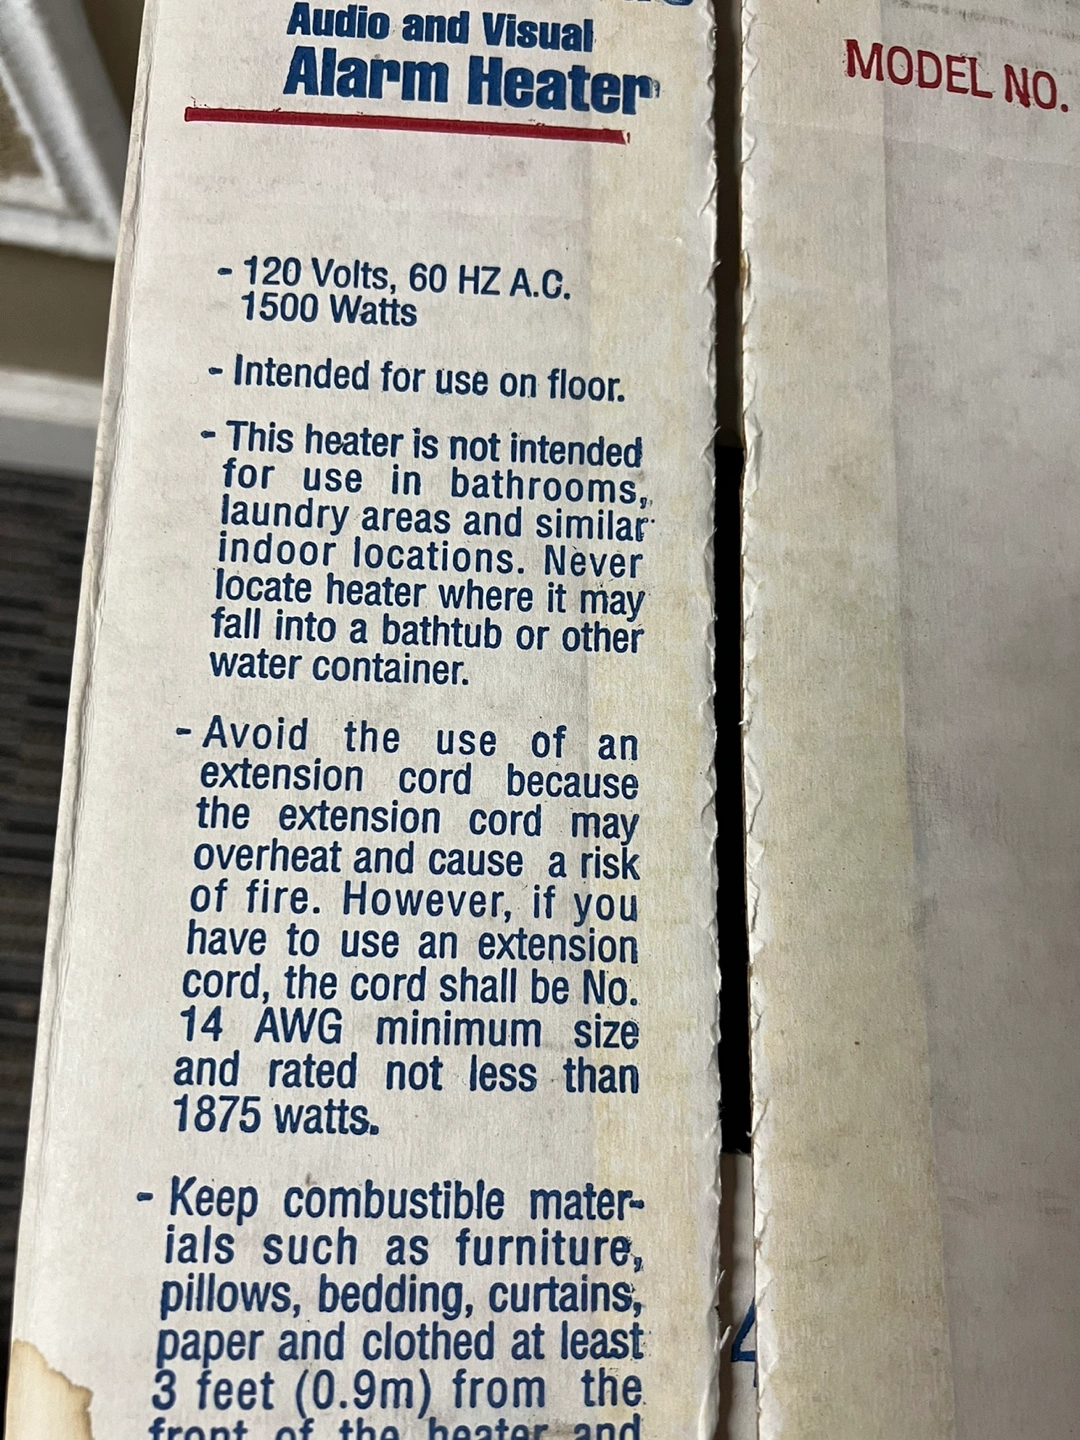 Audio and Visual
Alarm Heater
MODEL NO.
- 120 Volts, 60 HZ A.C.
1500 Watts
- Intended for use on floor.
- This heater is not intended
for use in bathrooms,
laundry areas and similar
indoor locations. Never
locate heater where it may
fall into a bathtub or other
water container.
- Avoid the use of an
extension cord because
the extension cord may
overheat and cause a risk
of fire. However, if you
have to use an extension
cord, the cord shall be No.
14 AWG minimum size
and rated not less than
1875 watts.
- Keep combustible mater-
ials such as furniture,
pillows, bedding, curtains,
paper and clothed at least
3 feet (0.9m) from the
front of the heater and